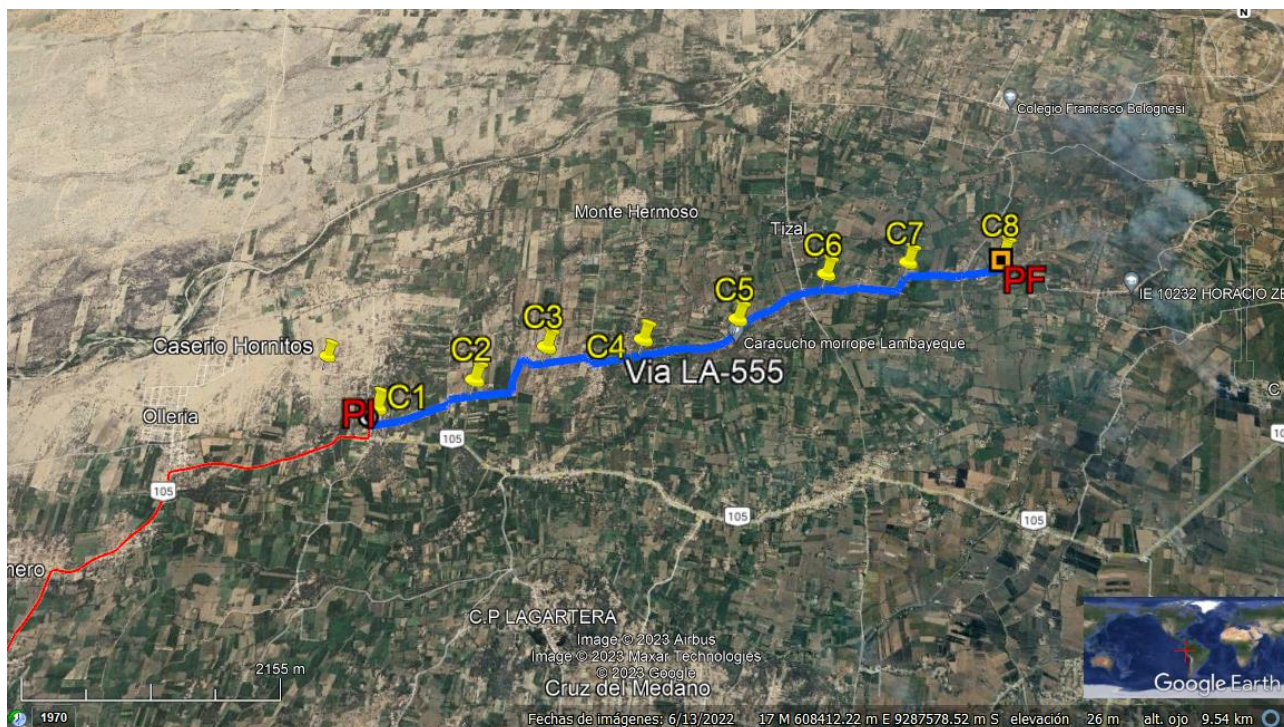 N
Colegio Francisco Bolognesi
Monte Hermoso
Tizal
C8
C7
C6
PF
IE 10232 HORACIO ZE
C5
C3
Caserio Hornitos
C4
Caracucho morrope Lambayeque
C2
Via LA-555
C1
PI
Olleria
105
105
105
105
10
C
nero
C.P LAGARTERA
Image © 2023 Airbus
Image © 2023 Maxar Technologies
© 2023 Google
Cruz del Medano
2155 m
Google Earth
1970
Fechas de imágenes: 6/13/2022 17 M 608412.22 m E 9287578.52 m S elevación 26 m alt. ojo 9.54 km